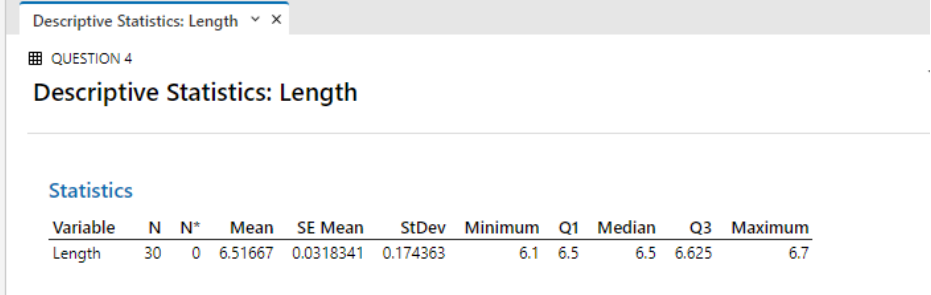 Descriptive Statistics: Length
QUESTION 4
Descriptive Statistics: Length
Statistics
Variable N N* Mean SE Mean StDev Minimum Q1 Median Q3 Maximum
Length 30 0 6.51667 0.0318341 0.174363 6.1 6.5 6.5 6.625 6.7